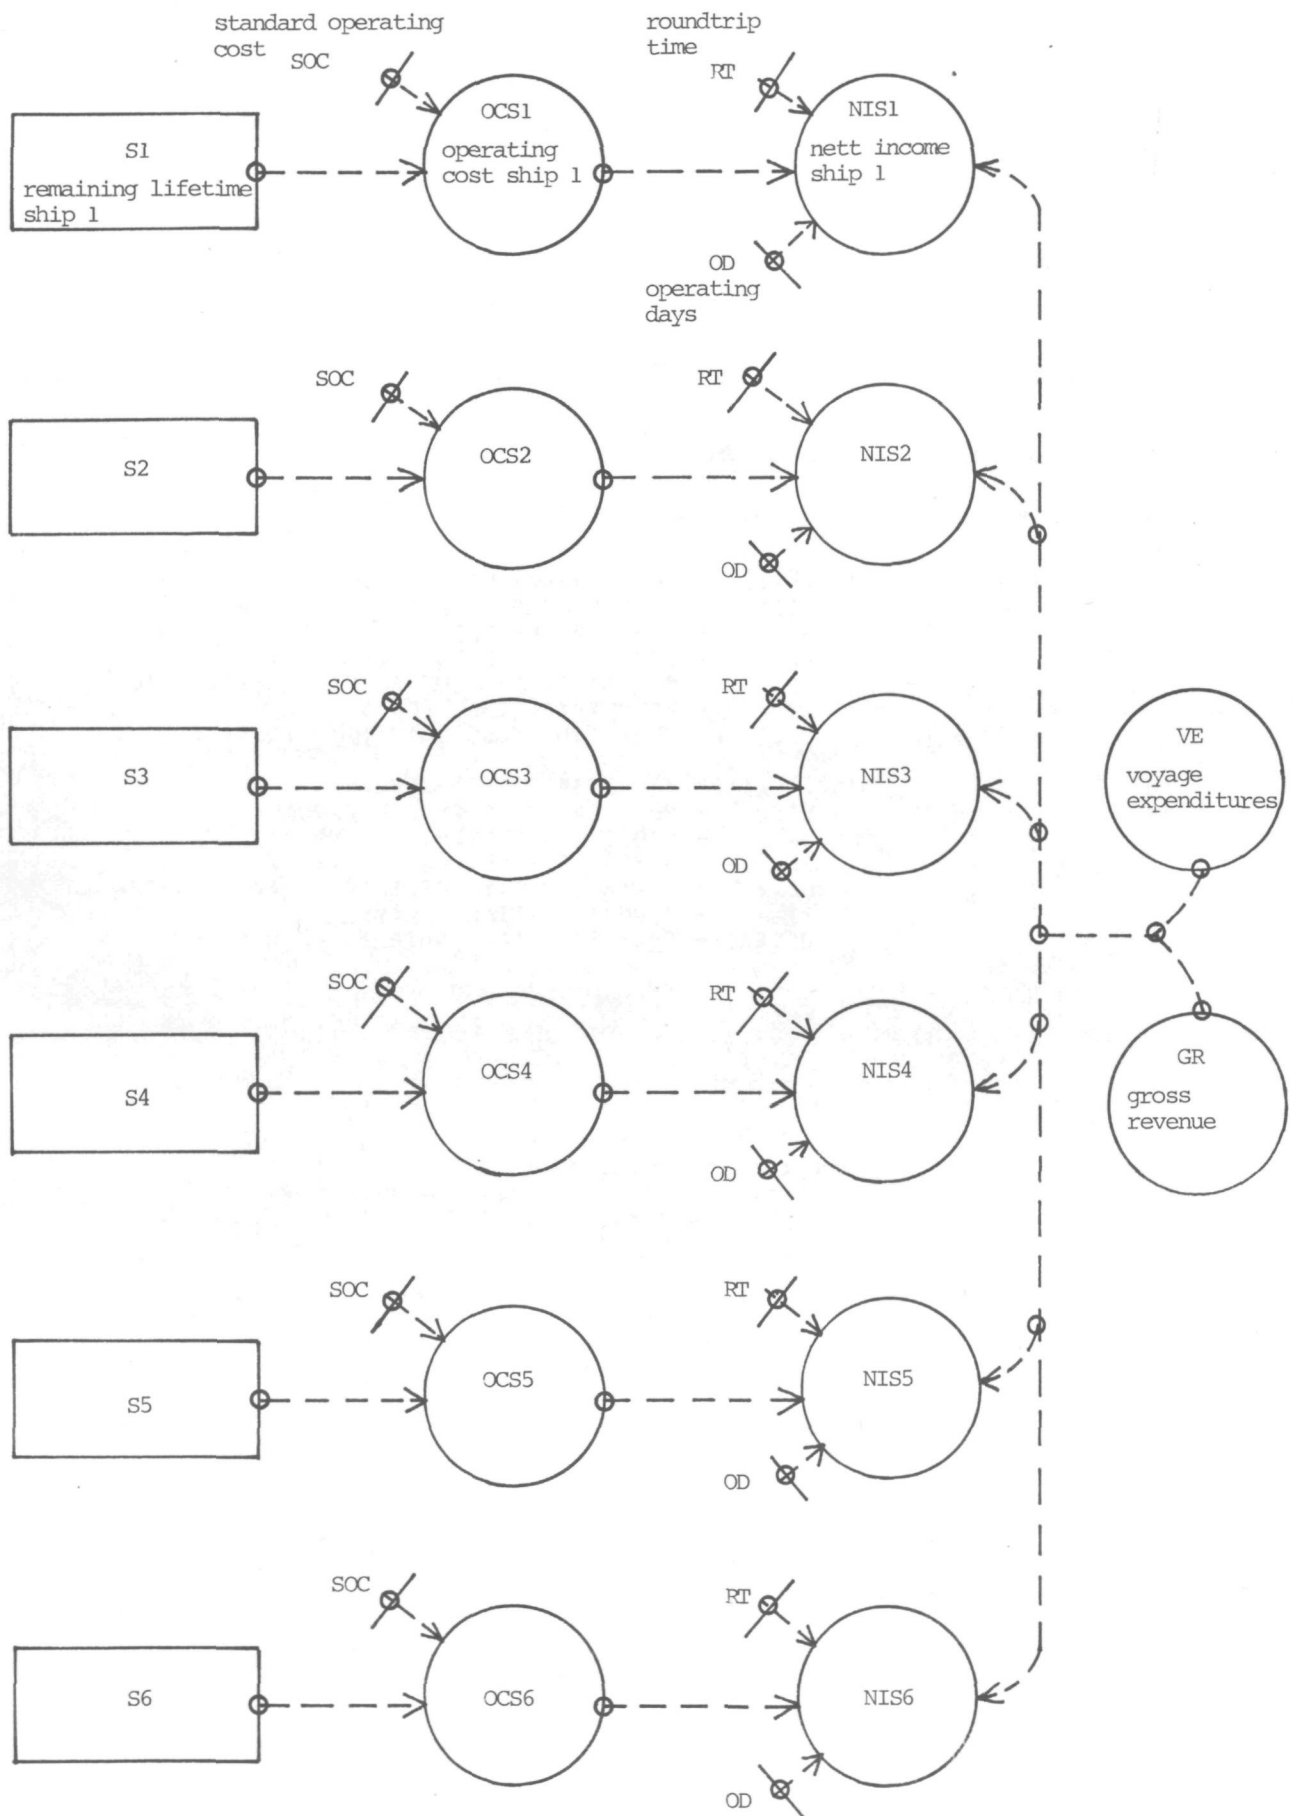 standard operating
cost
SOC
roundtrip
time
RT
S1
remaining lifetime
ship 1
OCS1
operating
cost ship 1
NIS1
nett income
ship 1
OD
operating
days
SOC
RT
S2
OCS2
NIS2
OD
SOC
RT
S3
OCS3
NIS3
VE
voyage
expenditures
OD
SOC
RT
S4
OCS4
NIS4
GR
gross
revenue
OD
SOC
RT
S5
OCS5
NIS5
OD
SOC
RT
S6
OCS6
NIS6
OD